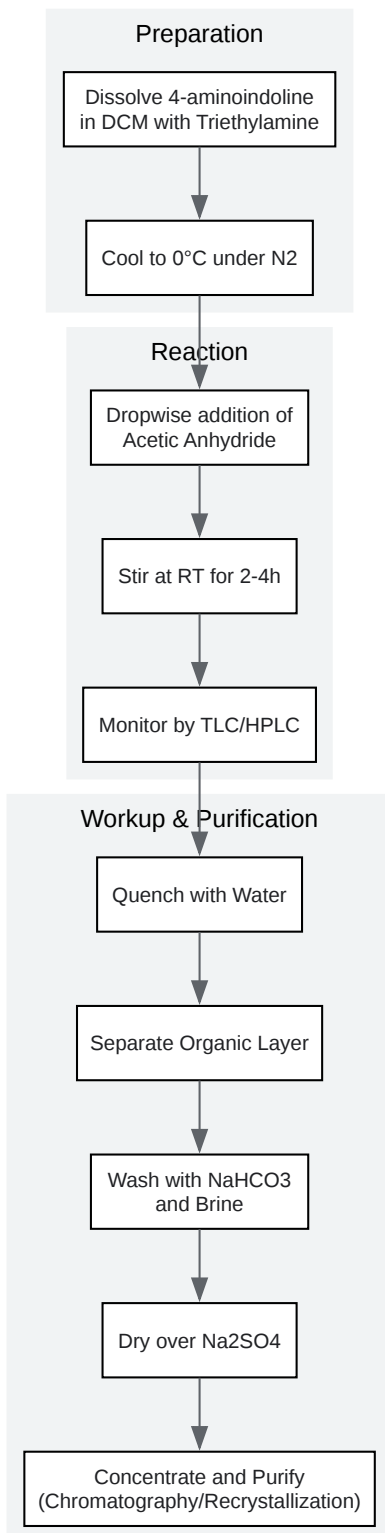 Preparation
Dissolve 4-aminoindoline
in DCM with Triethylamine
Cool to 0°C under N2
Reaction
Dropwise addition of
Acetic Anhydride
Stir at RT for 2-4h
Monitor by TLC/HPLC
Workup & Purification
Quench with Water
Separate Organic Layer
Wash with NaHCO3
and Brine
Dry over Na2SO4
Concentrate and Purify
(Chromatography/Recrystallization)